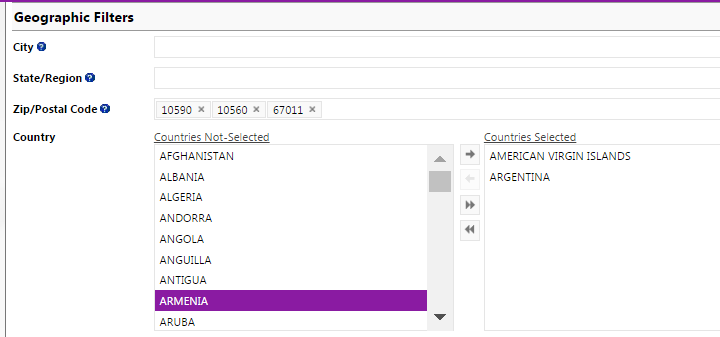 Geographic Filters
City ?
State/Region ?
Zip/Postal Code ? 10590 × 10560 × 67011 ×
Country
Countries Not-Selected
AFGHANISTAN
ALBANIA
ALGERIA
ANDORRA
ANGOLA
ANGUILLA
ANTIGUA
ARMENIA
ARUBA
Countries Selected
AMERICAN VIRGIN ISLANDS
ARGENTINA